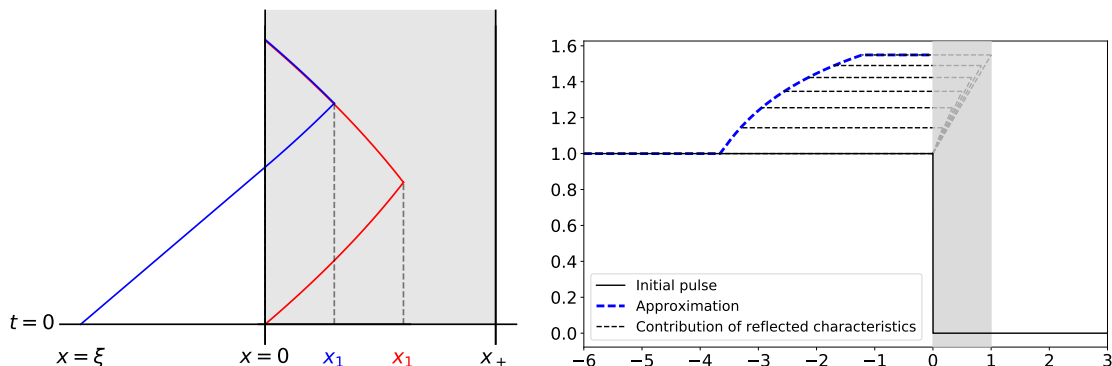 t = 0
x = ξ
x = 0
x₁
x₁
x₊
1.6
1.4
1.2
1.0
0.8
0.6
0.4
0.2
0.0
Initial pulse
Approximation
Contribution of reflected characteristics
−6
−5
−4
−3
−2
−1
0
1
2
3